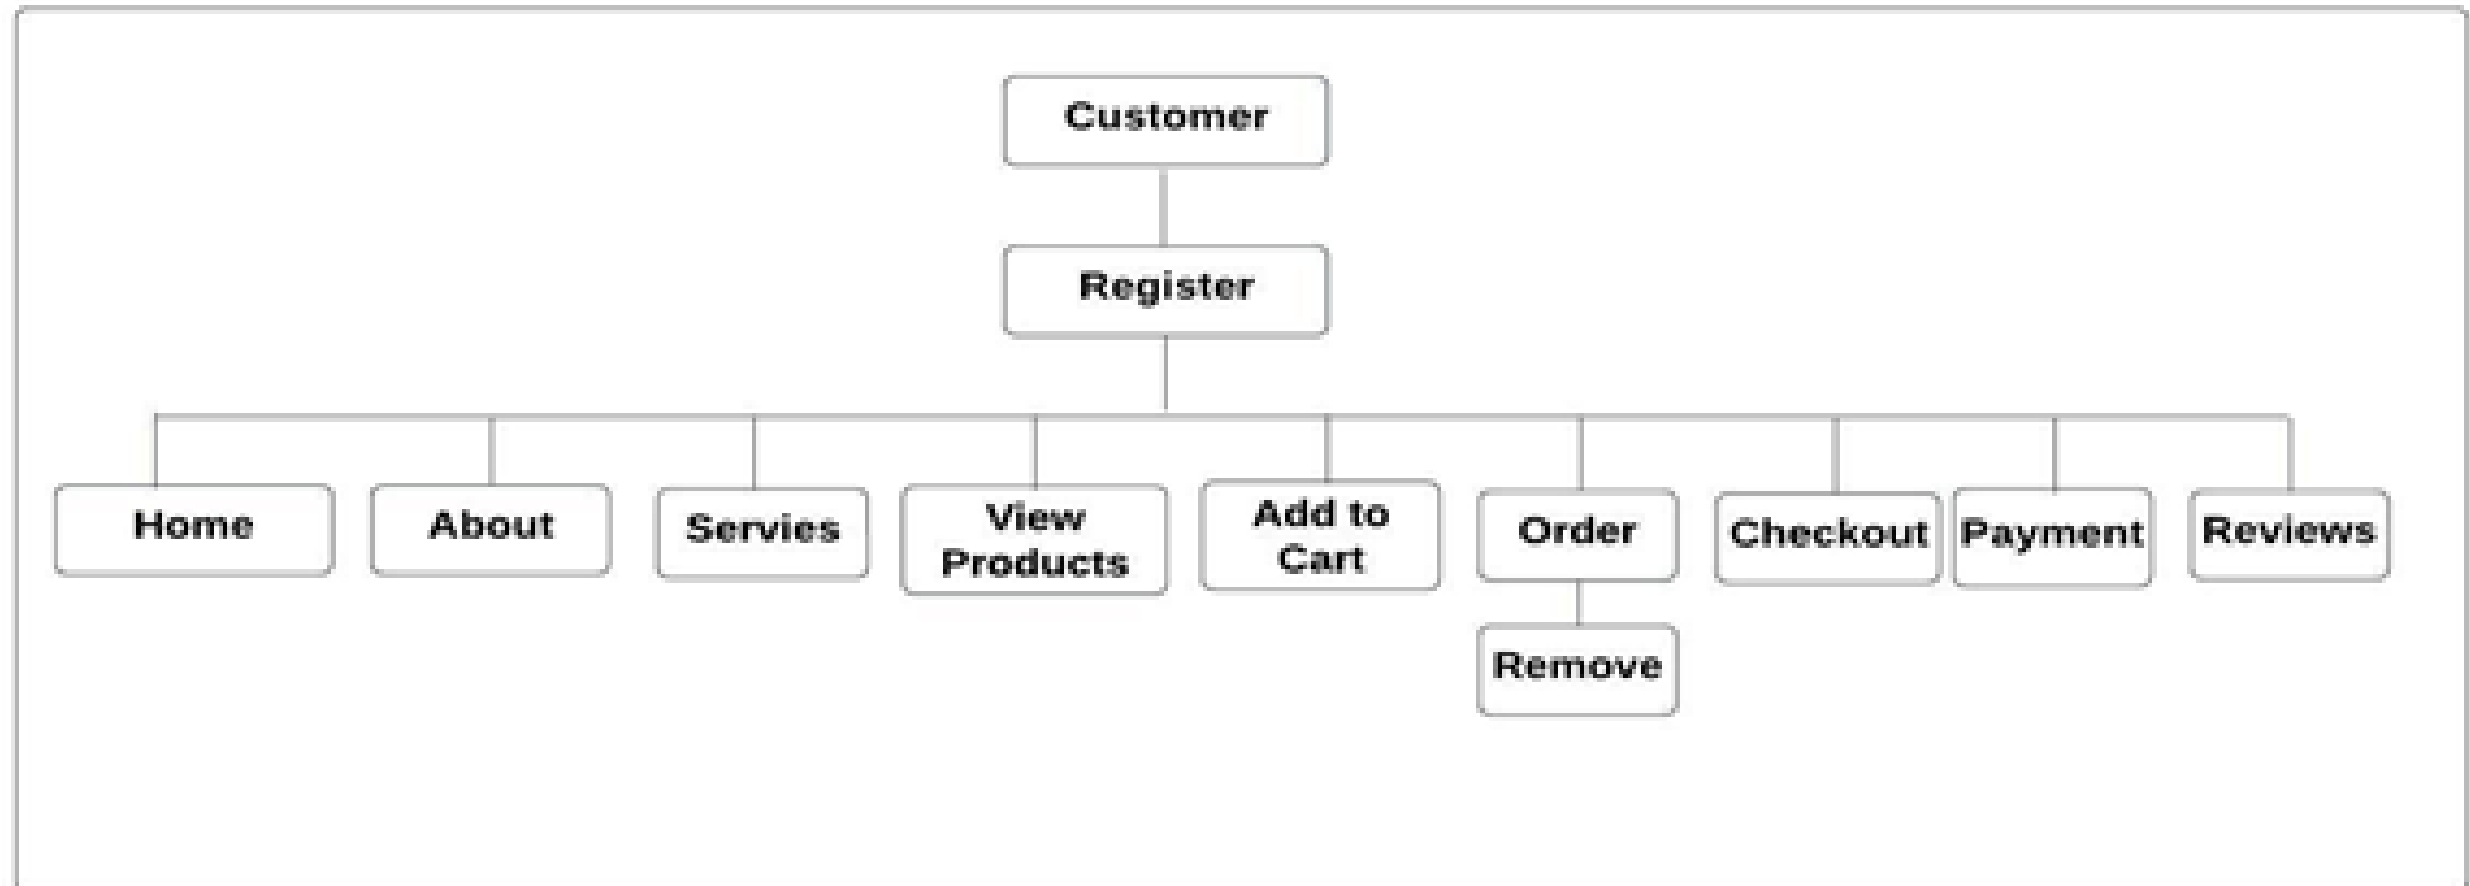 Customer
Register
Home
About
Servies
View
Products
Add to
Cart
Order
Checkout
Payment
Reviews
Remove